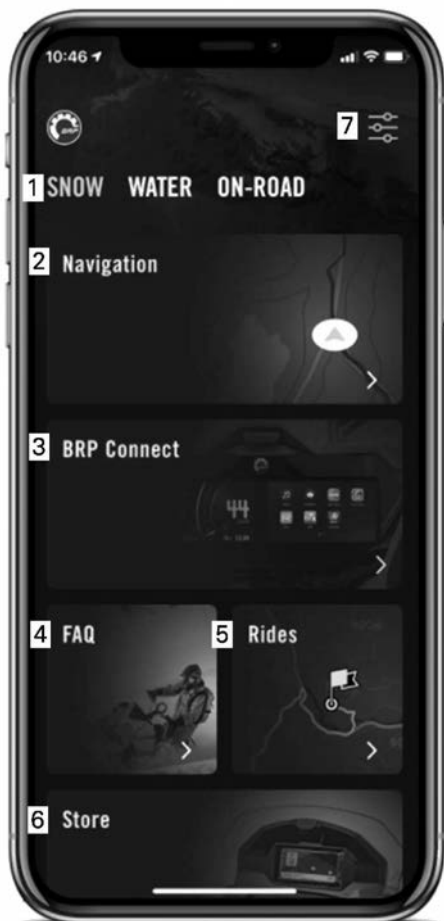 10:46
7
1 SNOW WATER ON-ROAD
2 Navigation
3 BRP Connect
44
4 FAQ
5 Rides
6 Store